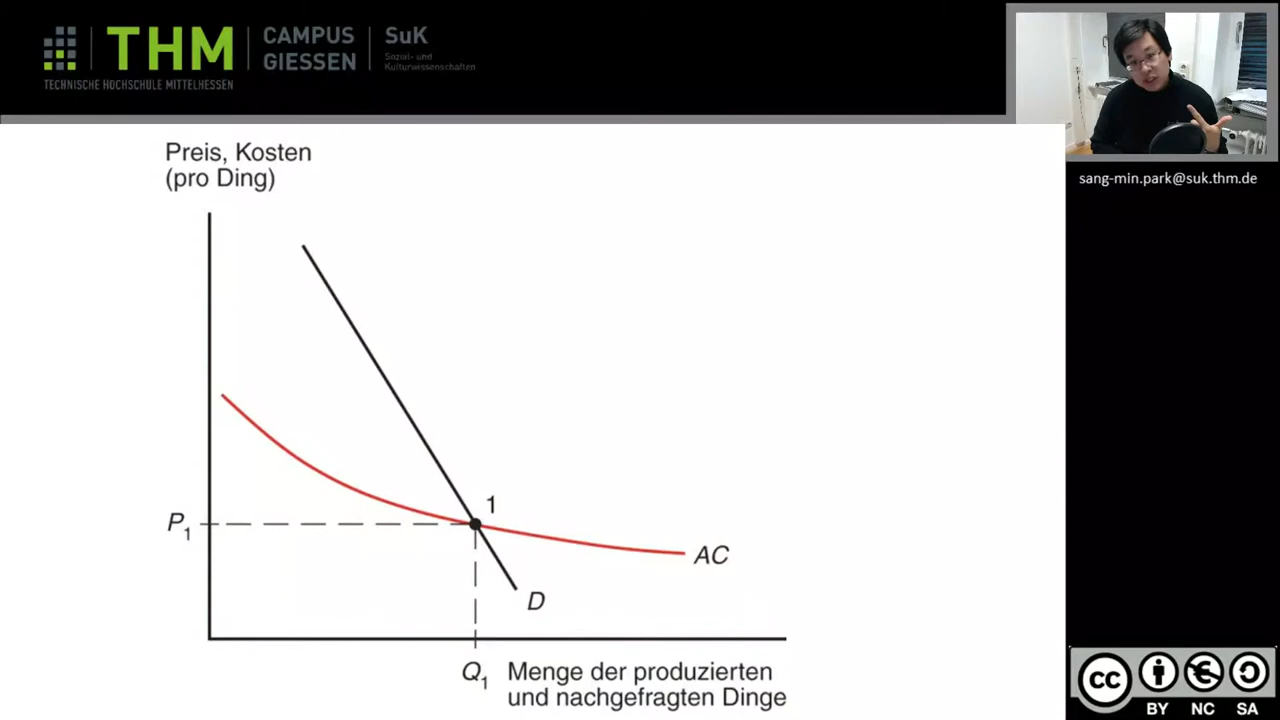 THM
CAMPUS
GIESSEN
SuK
Sozial- und
Kulturwissenschaften
TECHNISCHE HOCHSCHULE MITTELHESSEN
sang-min.park@suk.thm.de
Preis, Kosten
(pro Ding)
1
P1
AC
D
Q1
Menge der produzierten
und nachgefragten Dinge
cc
BY NC SA